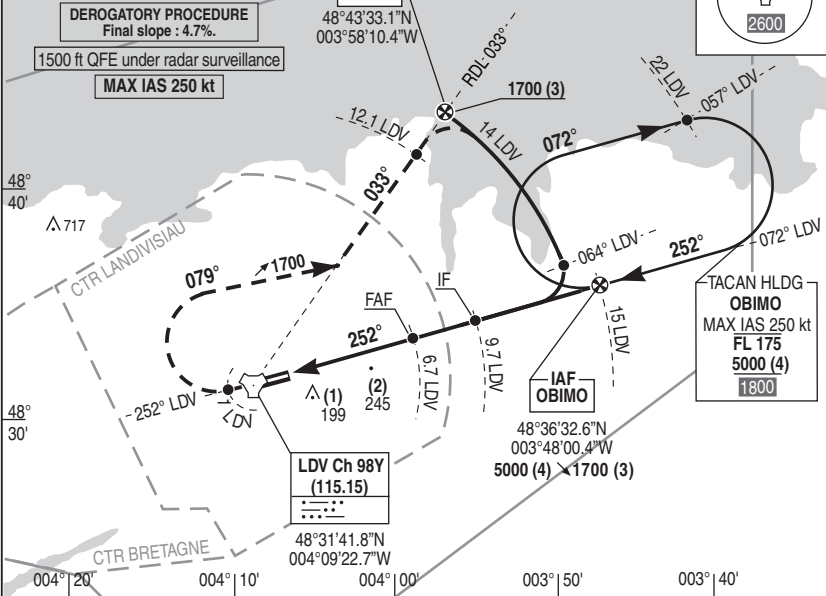 DEROGATORY PROCEDURE
Final slope : 4.7%.
1500 ft QFE under radar surveillance
MAX IAS 250 kt
48°43'33.1"N
003°58'10.4"W
2600
RDL 033°
1700 (3)
22 LDV
057° LDV
12.1 LDV
14 LDV
072°
033°
48°
40'
717
CTR LANDIVISIAU
079°
1700
064° LDV
252°
072° LDV
IF
FAF
252°
6.7 LDV
9.7 LDV
15 LDV
TACAN HLDG
OBIMO
MAX IAS 250 kt
FL 175
5000 (4)
1800
IAF
OBIMO
48°36'32.6"N
003°48'00.4"W
5000 (4) 1700 (3)
252° LDV
(1)
199
(2)
245
48°
30'
LDV Ch 98Y
(115.15)
48°31'41.8"N
004°09'22.7"W
CTR BRETAGNE
004° 20'
004° 10'
004° 00'
003° 50'
003° 40'